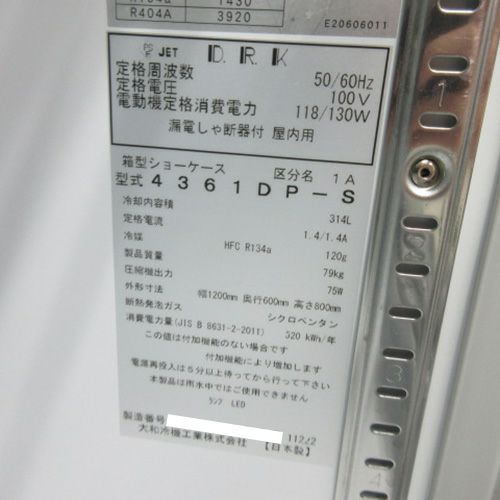 1430
R404A 3920
E20606011
PS E JET D.R.K
定格周波数 50/60Hz
定格電圧 100V
電動機定格消費電力 118/130W
漏電しゃ断器付 屋内用
箱型ショーケース 区分名 1A
型式 4361DP-S
冷却内容積 314L
定格電流 1.4/1.4A
冷媒 HFC R134a 120g
製品質量 79kg
圧縮機出力 75W
外形寸法 幅1200mm 奥行600mm 高さ800mm
断熱発泡ガス シクロペンタン
消費電力量(JIS B 8631-2-2011) 520 kWh/年
この値は付加機能のない場合です
付加機能により増加します
電源再投入は5分以上待ってから行って下さい
本製品は雨水中ではご使用できません
ランプ LED
製造番号 11222
大和冷機工業株式会社 【日本製】
1
3
4